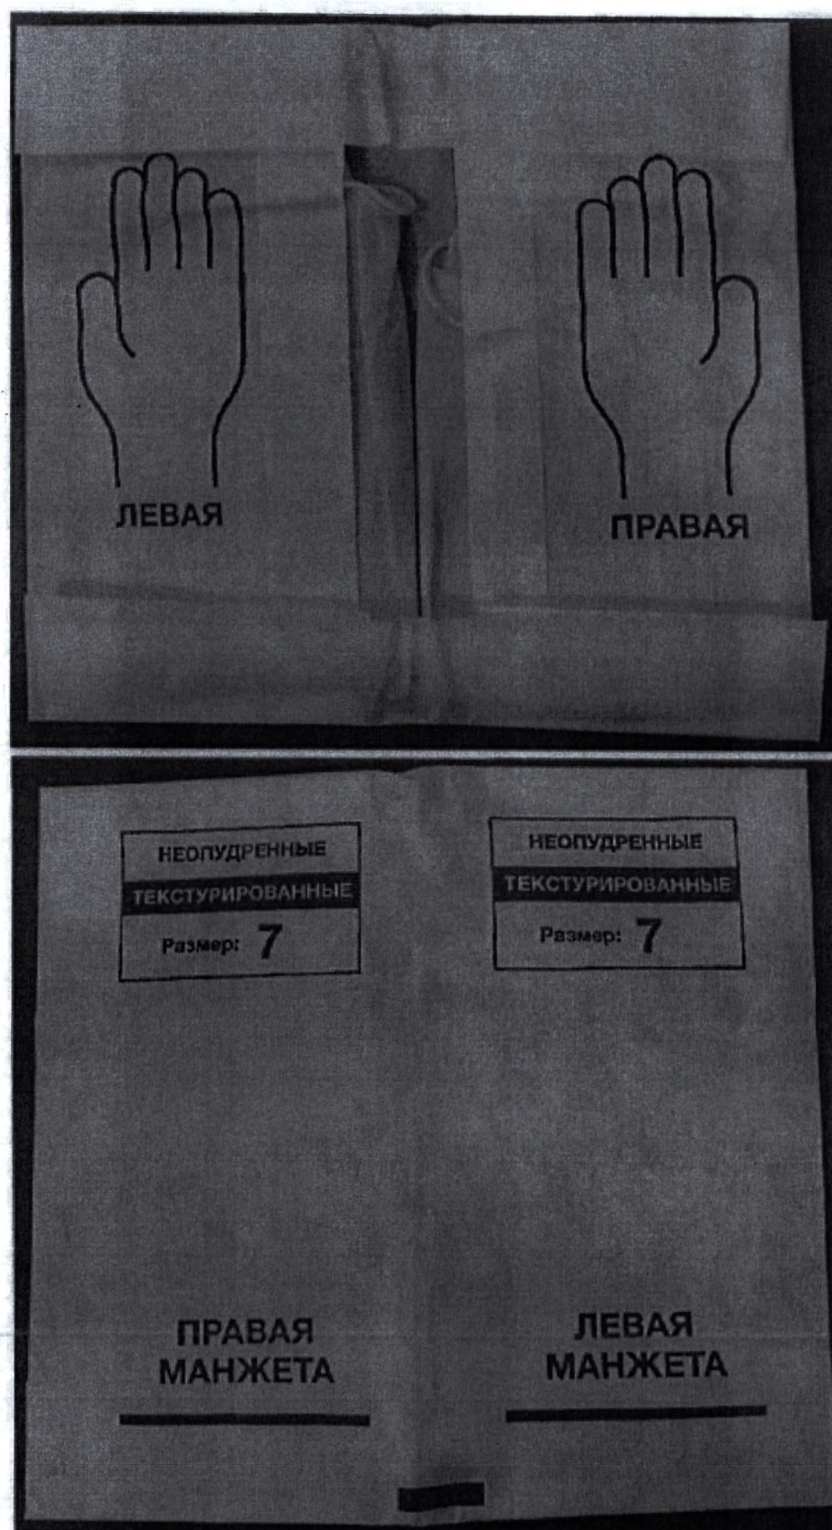 ЛЕВАЯ
ПРАВАЯ
НЕОПУДРЕННЫЕ
ТЕКСТУРИРОВАННЫЕ
Размер: 7
НЕОПУДРЕННЫЕ
ТЕКСТУРИРОВАННЫЕ
Размер: 7
ПРАВАЯ
МАНЖЕТА
ЛЕВАЯ
МАНЖЕТА